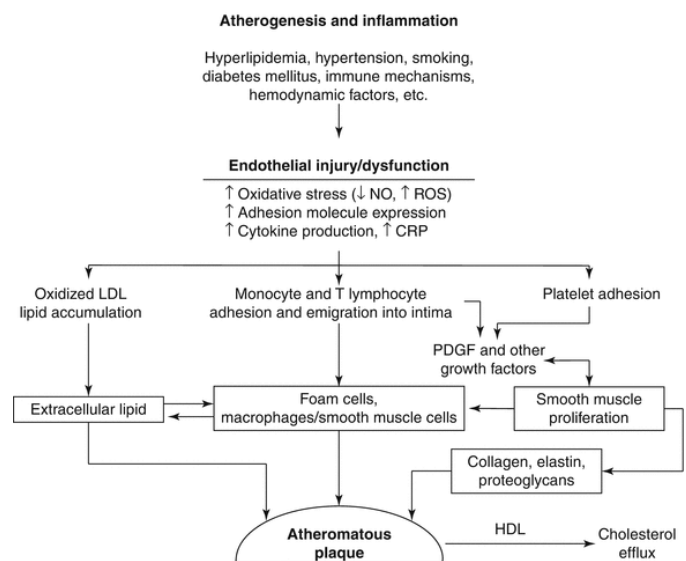 Atherogenesis and inflammation
Hyperlipidemia, hypertension, smoking,
diabetes mellitus, immune mechanisms,
hemodynamic factors, etc.
Endothelial injury/dysfunction
↑ Oxidative stress (↓ NO, ↑ ROS)
↑ Adhesion molecule expression
↑ Cytokine production, ↑ CRP
Oxidized LDL
lipid accumulation
Monocyte and T lymphocyte
adhesion and emigration into intima
Platelet adhesion
PDGF and other
growth factors
Extracellular lipid
Foam cells,
macrophages/smooth muscle cells
Smooth muscle
proliferation
Collagen, elastin,
proteoglycans
Atheromatous
plaque
HDL
Cholesterol
efflux